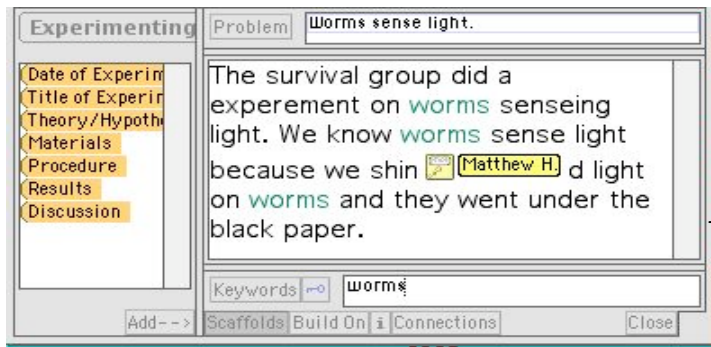 Experimenting
Problem
Worms sense light.
Date of Experim
Title of Experir
Theory/Hypothe
Materials
Procedure
Results
Discussion
The survival group did a
experement on worms senseing
light. We know worms sense light
because we shin Matthew H. d light
on worms and they went under the
black paper.
Keywords
worms
Add-->
Scaffolds Build On i Connections Close